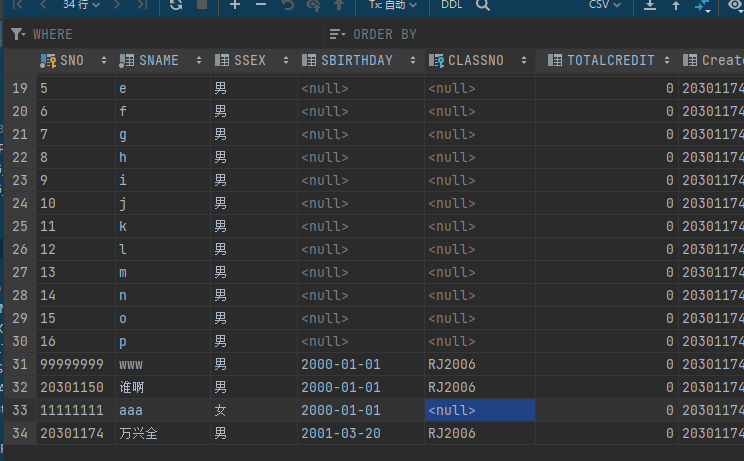 34 行 Tx: 自动 DDL CSV
WHERE ORDER BY
SNO SNAME SSEX SBIRTHDAY CLASSNO TOTALCREDIT Create
19 5 e 男 <null> <null> 0 20301174
20 6 f 男 <null> <null> 0 20301174
21 7 g 男 <null> <null> 0 20301174
22 8 h 男 <null> <null> 0 20301174
23 9 i 男 <null> <null> 0 20301174
24 10 j 男 <null> <null> 0 20301174
25 11 k 男 <null> <null> 0 20301174
26 12 l 男 <null> <null> 0 20301174
27 13 m 男 <null> <null> 0 20301174
28 14 n 男 <null> <null> 0 20301174
29 15 o 男 <null> <null> 0 20301174
30 16 p 男 <null> <null> 0 20301174
31 99999999 www 男 2000-01-01 RJ2006 0 20301174
32 20301150 谁啊 男 2000-01-01 RJ2006 0 20301174
33 11111111 aaa 女 2000-01-01 <null> 0 20301174
34 20301174 万兴全 男 2001-03-20 RJ2006 0 20301174